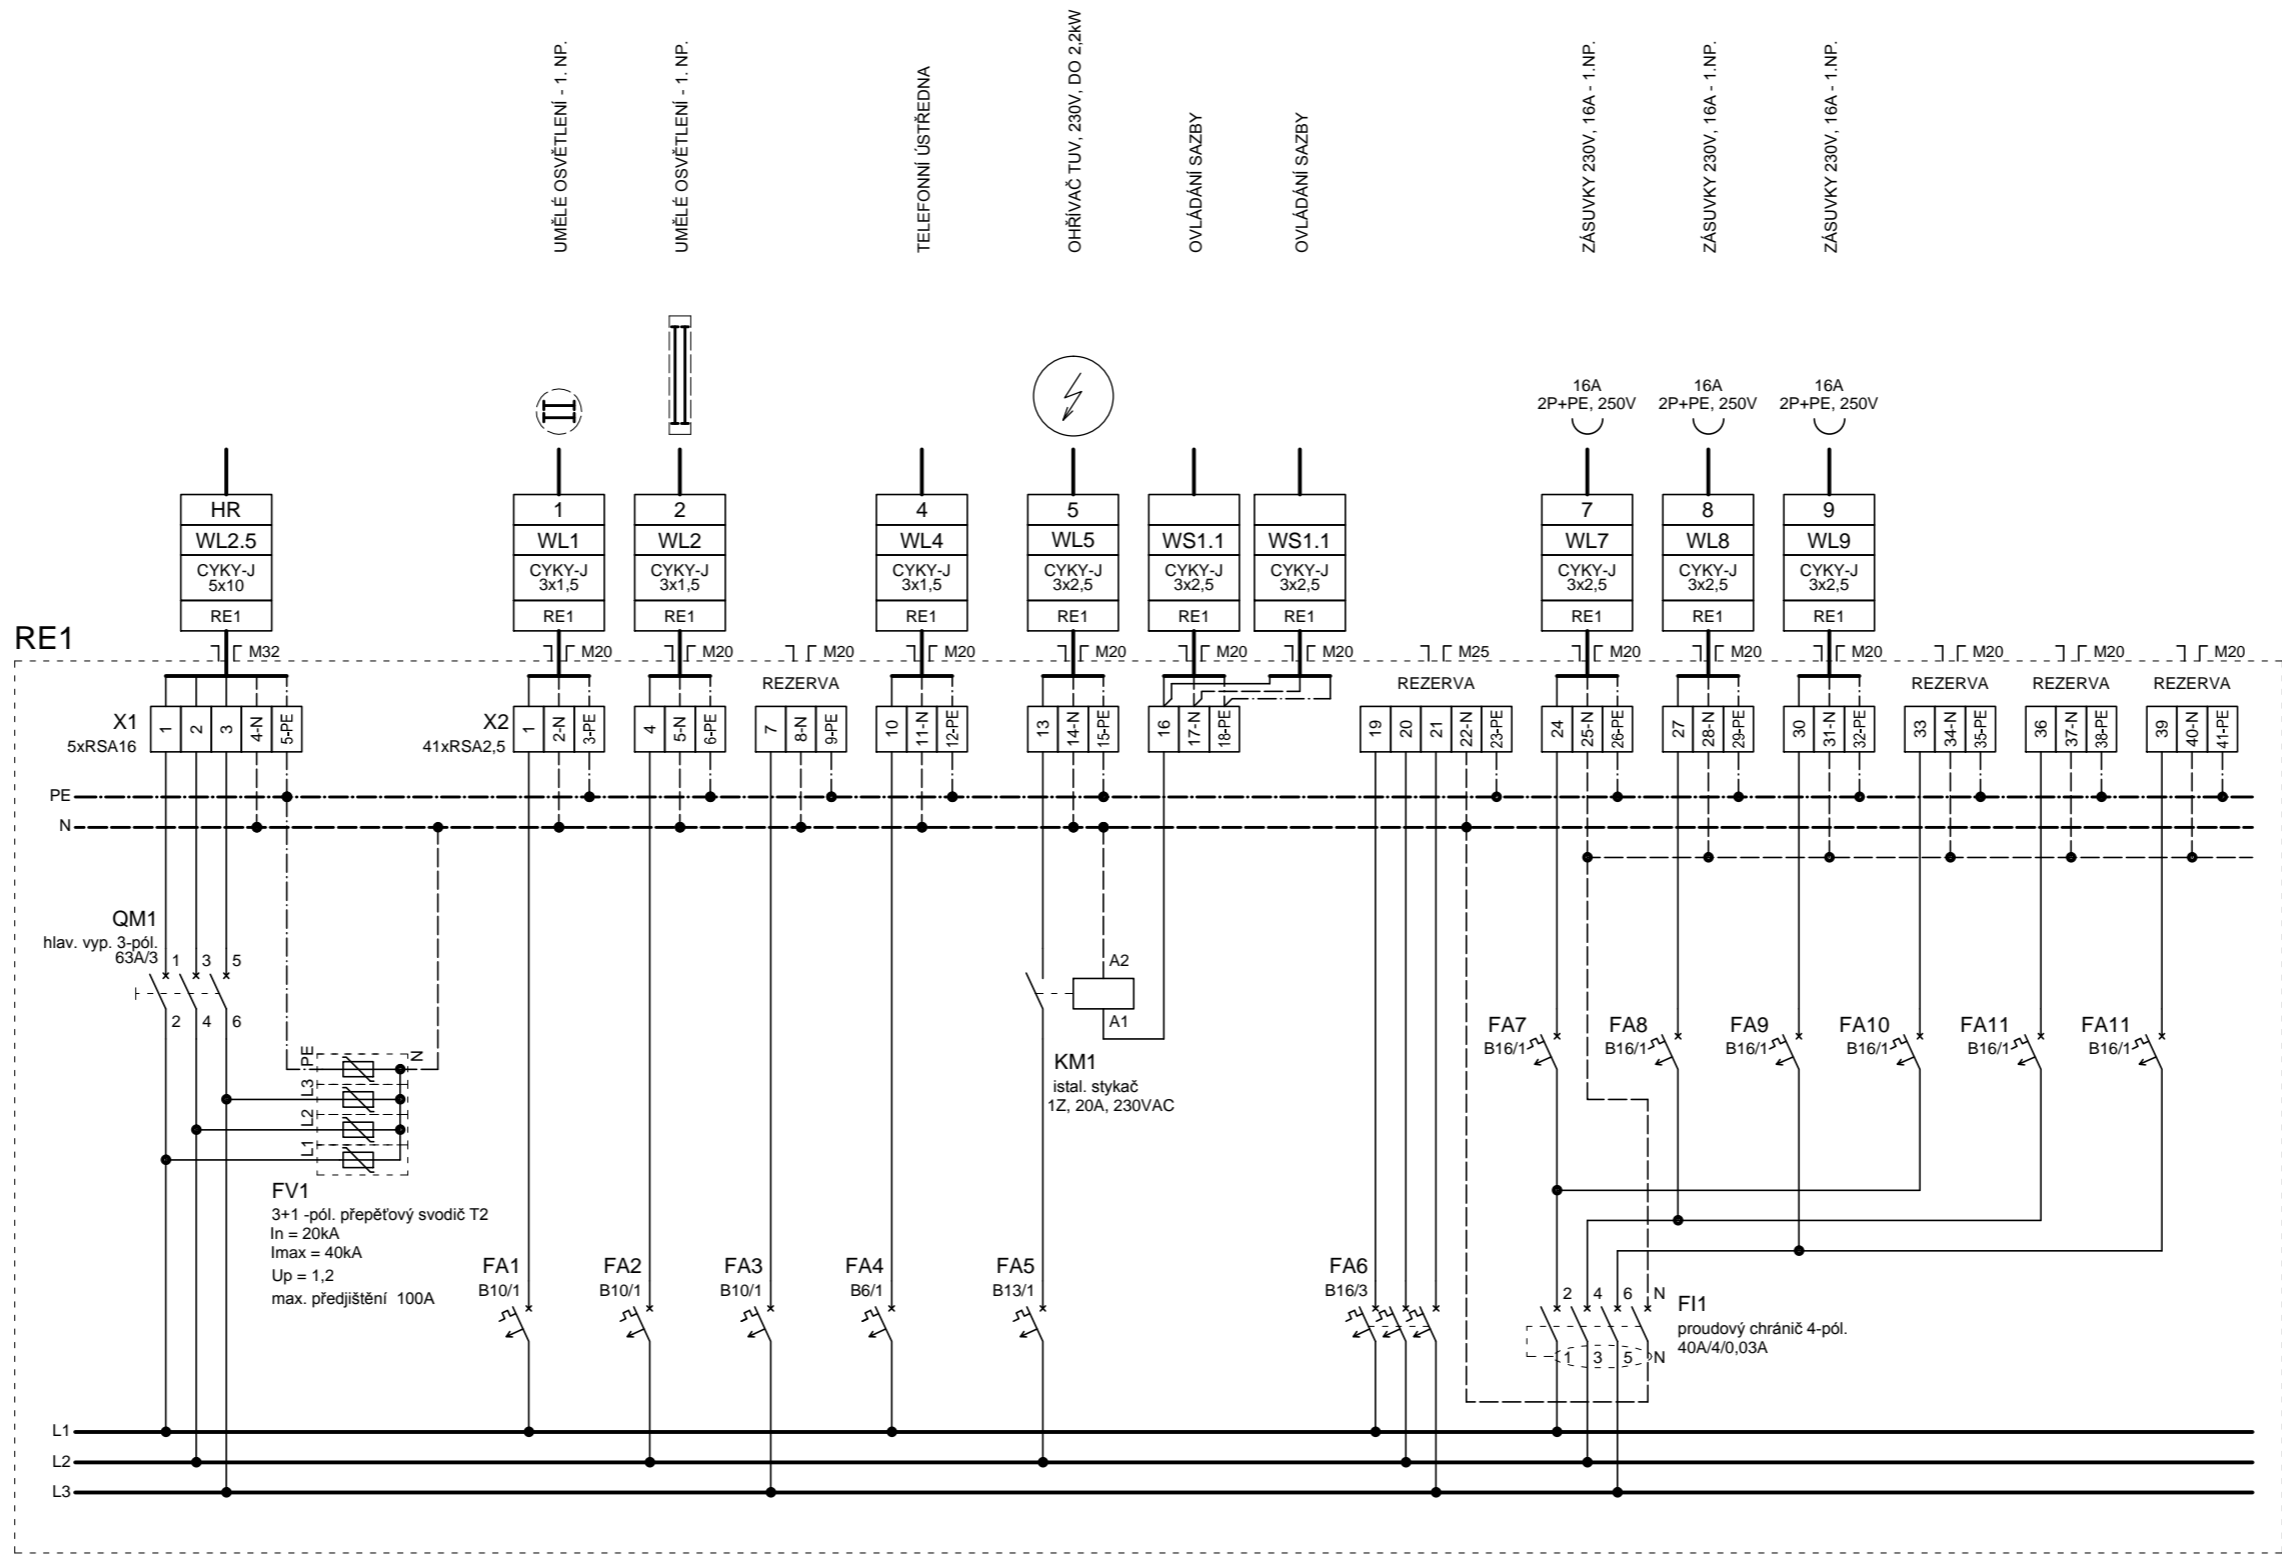 UMĚLÉ OSVĚTLENÍ - 1. NP.
UMĚLÉ OSVĚTLENÍ - 1. NP.
TELEFONNÍ ÚSTŘEDNA
OHŘÍVAČ TUV, 230V, DO 2,2kW
OVLÁDÁNÍ SAZBY
OVLÁDÁNÍ SAZBY
ZÁSUVKY 230V, 16A - 1.NP.
ZÁSUVKY 230V, 16A - 1.NP.
ZÁSUVKY 230V, 16A - 1.NP.
16A 16A 16A
2P+PE, 250V 2P+PE, 250V 2P+PE, 250V
HR 1 2 4 5 7 8 9
WL2.5 WL1 WL2 WL4 WL5 WS1.1 WS1.1 WL7 WL8 WL9
CYKY-J CYKY-J CYKY-J CYKY-J CYKY-J CYKY-J CYKY-J CYKY-J CYKY-J CYKY-J
5x10 3x1,5 3x1,5 3x1,5 3x2,5 3x2,5 3x2,5 3x2,5 3x2,5 3x2,5
RE1 RE1 RE1 RE1 RE1 RE1 RE1 RE1 RE1 RE1
RE1
M32 M20 M20 M20 M20 M20 M20 M20 M25 M20 M20 M20 M20 M20 M20
REZERVA REZERVA REZERVA REZERVA REZERVA
X1
5xRSA16
1 2 3 4-N 5-PE
X2
41xRSA2,5
1 2-N 3-PE 4 5-N 6-PE 7 8-N 9-PE 10 11-N 12-PE 13 14-N 15-PE 16 17-N 18-PE 19 20 21 22-N 23-PE 24 25-N 26-PE 27 28-N 29-PE 30 31-N 32-PE 33 34-N 35-PE 36 37-N 38-PE 39 40-N 41-PE
PE
N
QM1
hlav. vyp. 3-pól.
63A/3
1 3 5
2 4 6
A2
A1
KM1
istal. stykač
1Z, 20A, 230VAC
FA7 FA8 FA9 FA10 FA11 FA11
B16/1 B16/1 B16/1 B16/1 B16/1 B16/1
PE N
L3
L2
L1
FV1
3+1 -pól. přepěťový svodič T2
In = 20kA
Imax = 40kA
Up = 1,2
max. předjištění 100A
FA1 FA2 FA3 FA4 FA5 FA6
B10/1 B10/1 B10/1 B6/1 B13/1 B16/3
2 4 6 N
FI1
proudový chránič 4-pól.
40A/4/0,03A
1 3 5 N
L1
L2
L3